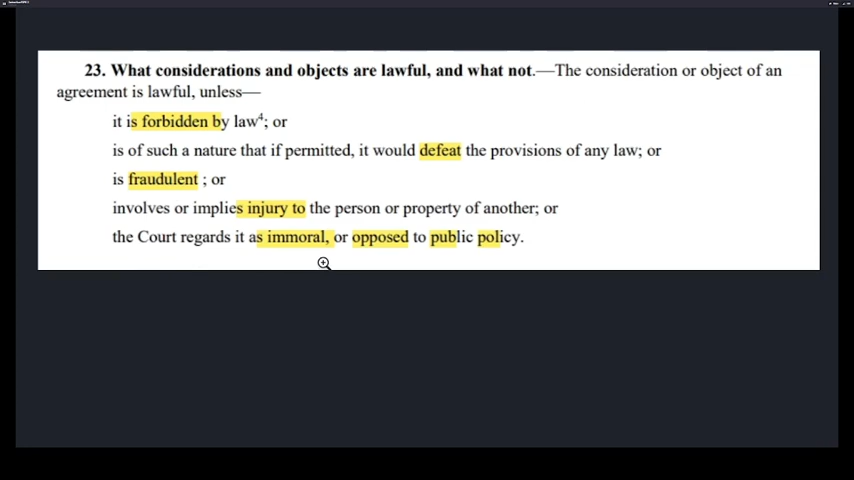 23. What considerations and objects are lawful, and what not.—The consideration or object of an
agreement is lawful, unless—
it is forbidden by law⁴; or
is of such a nature that if permitted, it would defeat the provisions of any law; or
is fraudulent ; or
involves or implies injury to the person or property of another; or
the Court regards it as immoral, or opposed to public policy.